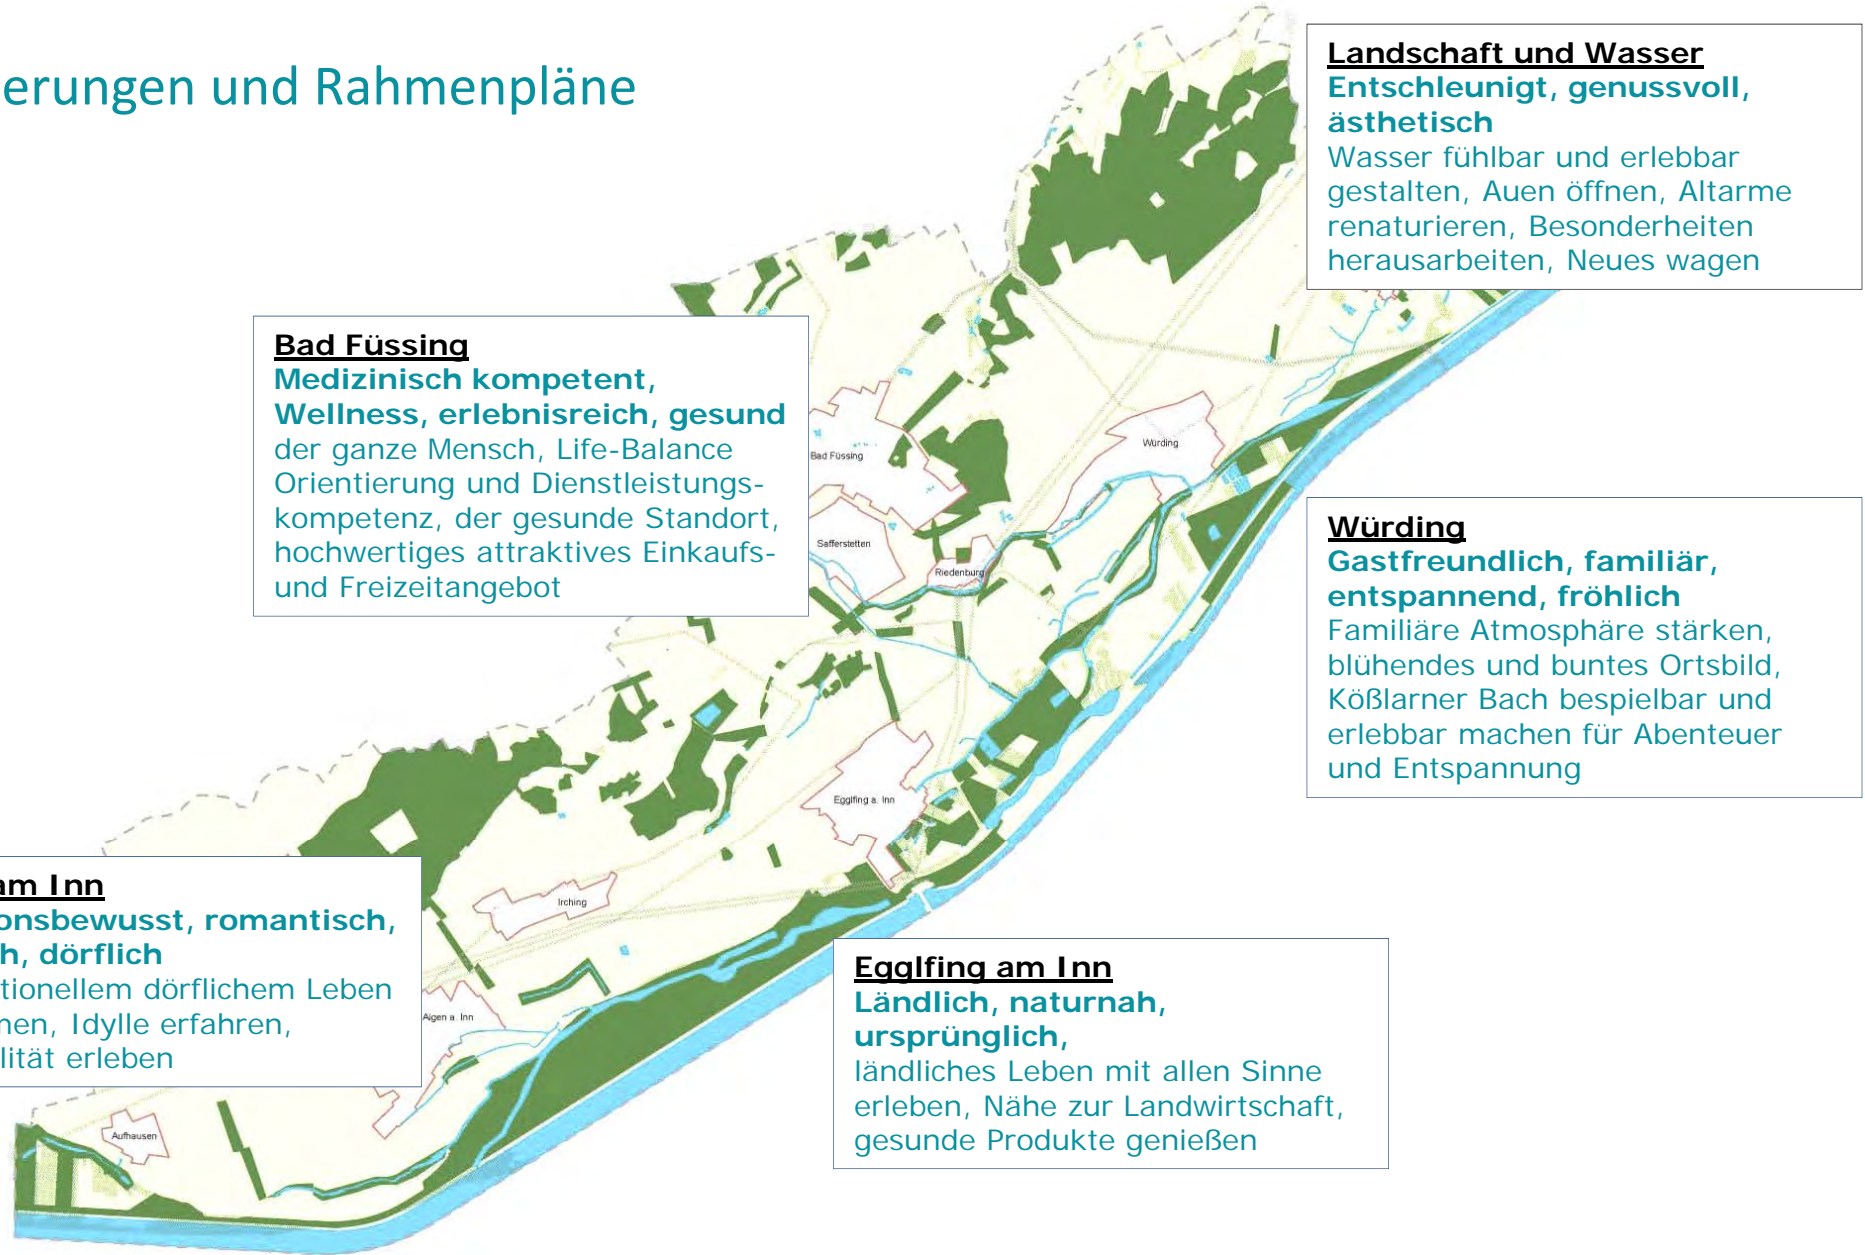 erungen und Rahmenpläne
Landschaft und Wasser
Entschleunigt, genussvoll,
ästhetisch
Wasser fühlbar und erlebbar
gestalten, Auen öffnen, Altarme
renaturieren, Besonderheiten
herausarbeiten, Neues wagen
Bad Füssing
Medizinisch kompetent,
Wellness, erlebnisreich, gesund
der ganze Mensch, Life-Balance
Orientierung und Dienstleistungs-
kompetenz, der gesunde Standort,
hochwertiges attraktives Einkaufs-
und Freizeitangebot
Würding
Bad Füssing
Safferstetten
Riedenburg
Würding
Gastfreundlich, familiär,
entspannend, fröhlich
Familiäre Atmosphäre stärken,
blühendes und buntes Ortsbild,
Kößlarner Bach bespielbar und
erlebbar machen für Abenteuer
und Entspannung
Egglfing a. Inn
Irching
am Inn
onsbewusst, romantisch,
h, dörflich
tionellem dörflichem Leben
nen, Idylle erfahren,
lität erleben
Aigen a. Inn
Aufhausen
Egglfing am Inn
Ländlich, naturnah,
ursprünglich,
ländliches Leben mit allen Sinne
erleben, Nähe zur Landwirtschaft,
gesunde Produkte genießen